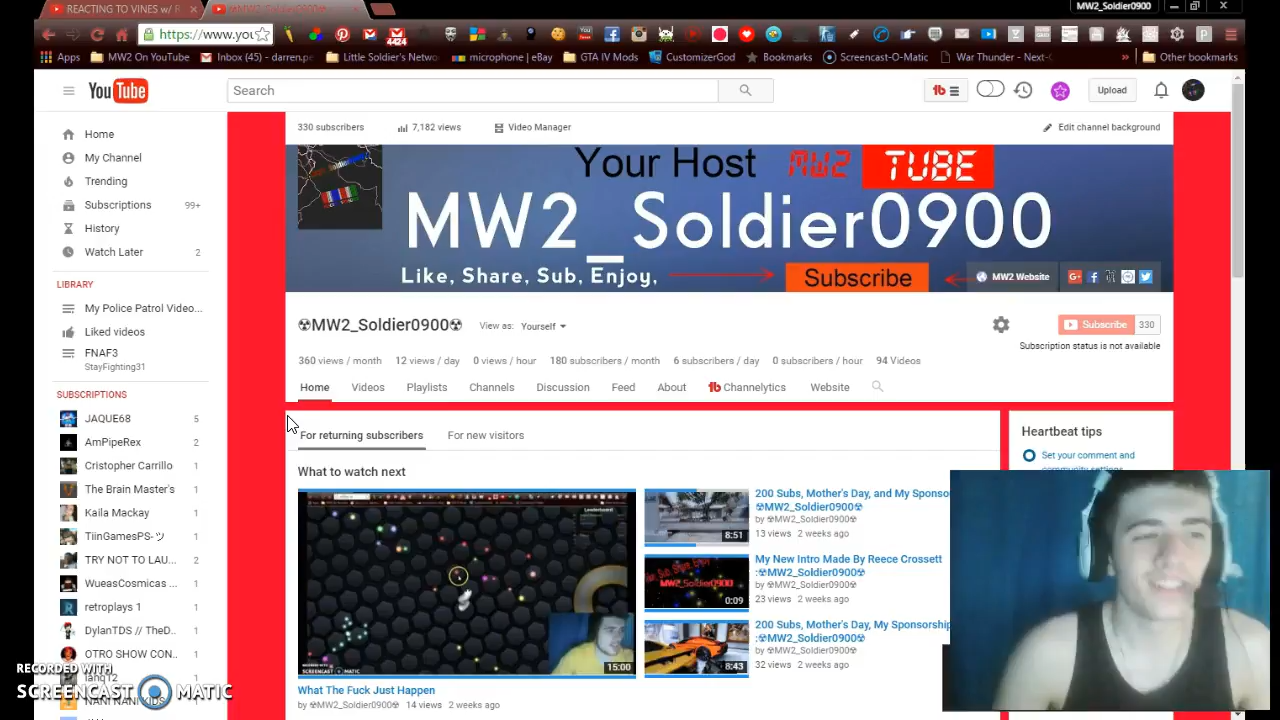 REACTING TO VINES w/ R
MW2_Soldier0900
MW2_Soldier0900
https://www.you
4424
Apps
MW2 On YouTube
Inbox (45) - darren.pe
Little Soldier's Netwo
microphone | eBay
GTA IV Mods
CustomizerGod
Bookmarks
Screencast-O-Matic
War Thunder - Next-G
»
Other bookmarks
YouTube
Search
Upload
330 subscribers
7,182 views
Video Manager
Edit channel background
Home
My Channel
Trending
Subscriptions 99+
History
Watch Later 2
LIBRARY
My Police Patrol Video...
Liked videos
FNAF3
StayFighting31
SUBSCRIPTIONS
JAQUE68 5
AmPipeRex 2
Cristopher Carrillo 1
The Brain Master's 1
Kaila Mackay 1
TiinGamesPS-ツ 1
TRY NOT TO LAU... 2
WueasCosmicas ... 1
retroplays 1 1
DylanTDS // TheD... 1
OTRO SHOW CON... 1
Your Host MW2 TUBE
MW2_Soldier0900
Like, Share, Sub, Enjoy,
Subscribe
MW2 Website
☢MW2_Soldier0900☢
View as: Yourself
Subscribe 330
Subscription status is not available
360 views / month 12 views / day 0 views / hour 180 subscribers / month 6 subscribers / day 0 subscribers / hour 94 Videos
Home Videos Playlists Channels Discussion Feed About Channelytics Website
For returning subscribers
For new visitors
What to watch next
15:00
What The Fuck Just Happen
by ☢MW2_Soldier0900☢ 14 views 2 weeks ago
8:51
200 Subs, Mother's Day, and My Sponso
☢MW2_Soldier0900☢
by ☢MW2_Soldier0900☢
13 views 2 weeks ago
0:09
My New Intro Made By Reece Crossett
:☢MW2_Soldier0900☢
by ☢MW2_Soldier0900☢
23 views 2 weeks ago
8:43
200 Subs, Mother's Day, My Sponsorship
:☢MW2_Soldier0900☢
by ☢MW2_Soldier0900☢
32 views 2 weeks ago
Heartbeat tips
Set your comment and
community settings
RECORDED WITH
SCREENCAST MATIC